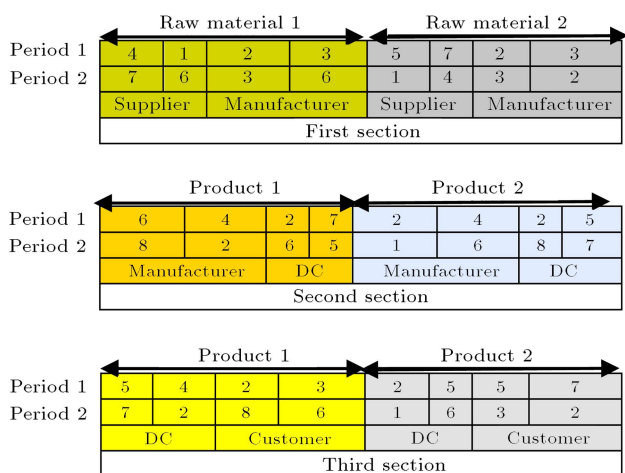 Raw material 1 Raw material 2
Period 1 4 1 2 3 5 7 2 3
Period 2 7 6 3 6 1 4 3 2
Supplier Manufacturer Supplier Manufacturer
First section
Product 1 Product 2
Period 1 6 4 2 7 2 4 2 5
Period 2 8 2 6 5 1 6 8 7
Manufacturer DC Manufacturer DC
Second section
Product 1 Product 2
Period 1 5 4 2 3 2 5 5 7
Period 2 7 2 8 6 1 6 3 2
DC Customer DC Customer
Third section